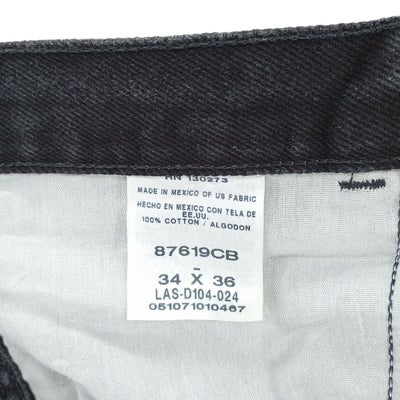 RN 130273
MADE IN MEXICO OF US FABRIC
HECHO EN MEXICO CON TELA DE
EE.UU.
100% COTTON / ALGODON
87619CB
-
34 X 36
LAS-D104-024
051071010467